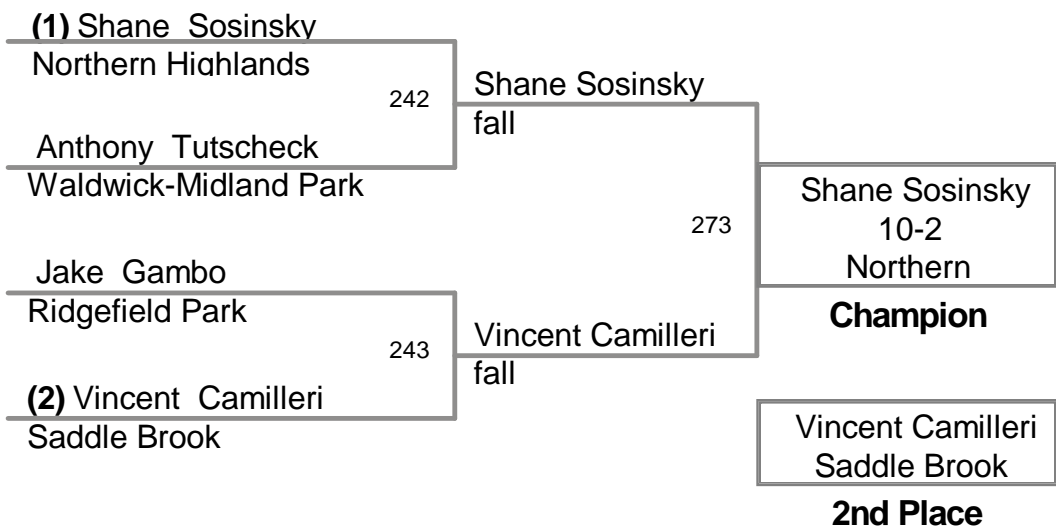 (1) Shane Sosinsky
Northern Highlands
242
Shane Sosinsky
fall
Anthony Tutscheck
Waldwick-Midland Park
273
Shane Sosinsky
10-2
Northern
Champion
Jake Gambo
Ridgefield Park
243
Vincent Camilleri
fall
(2) Vincent Camilleri
Saddle Brook
Vincent Camilleri
Saddle Brook
2nd Place